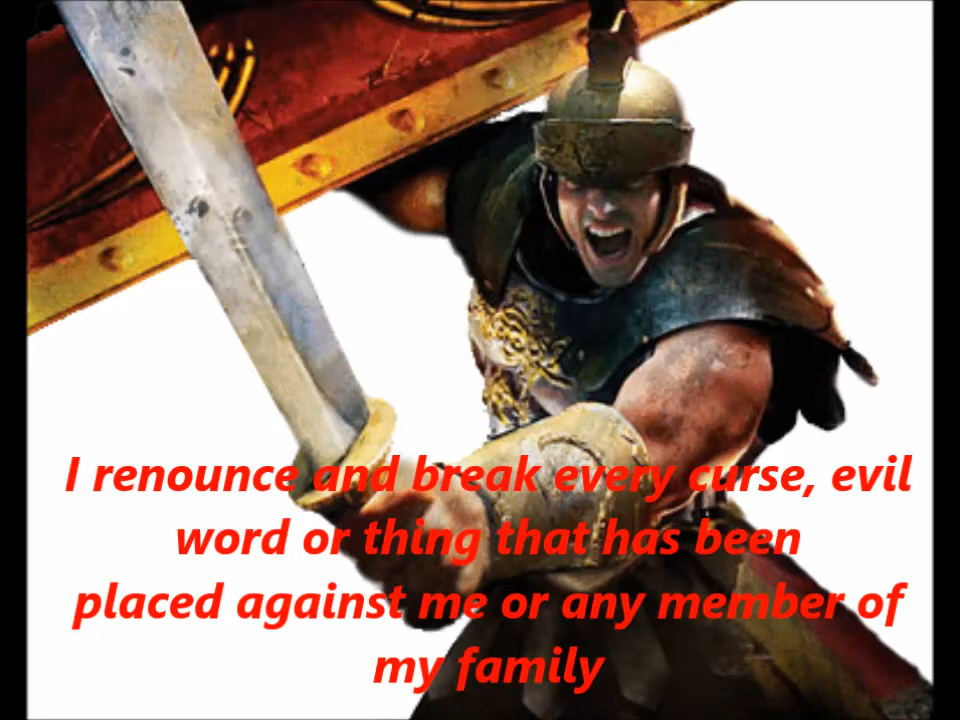 I renounce and break every curse, evil
word or thing that has been
placed against me or any member of
my family